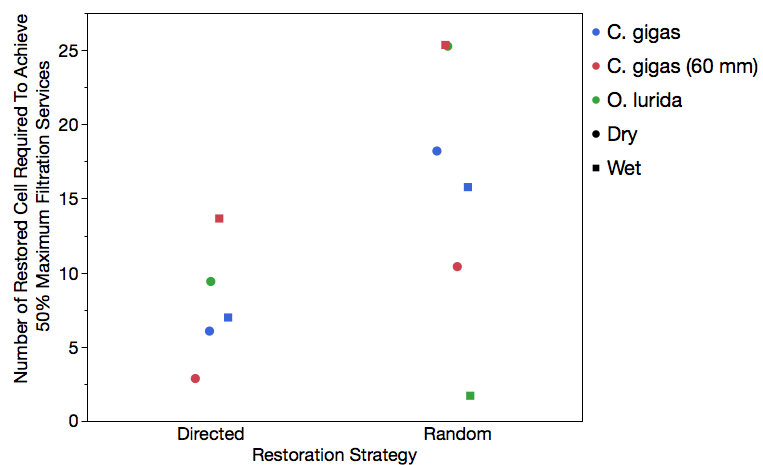 Number of Restored Cell Required To Achieve
50% Maximum Filtration Services
25
20
15
10
5
0
Directed
Random
Restoration Strategy
C. gigas
C. gigas (60 mm)
O. lurida
Dry
Wet